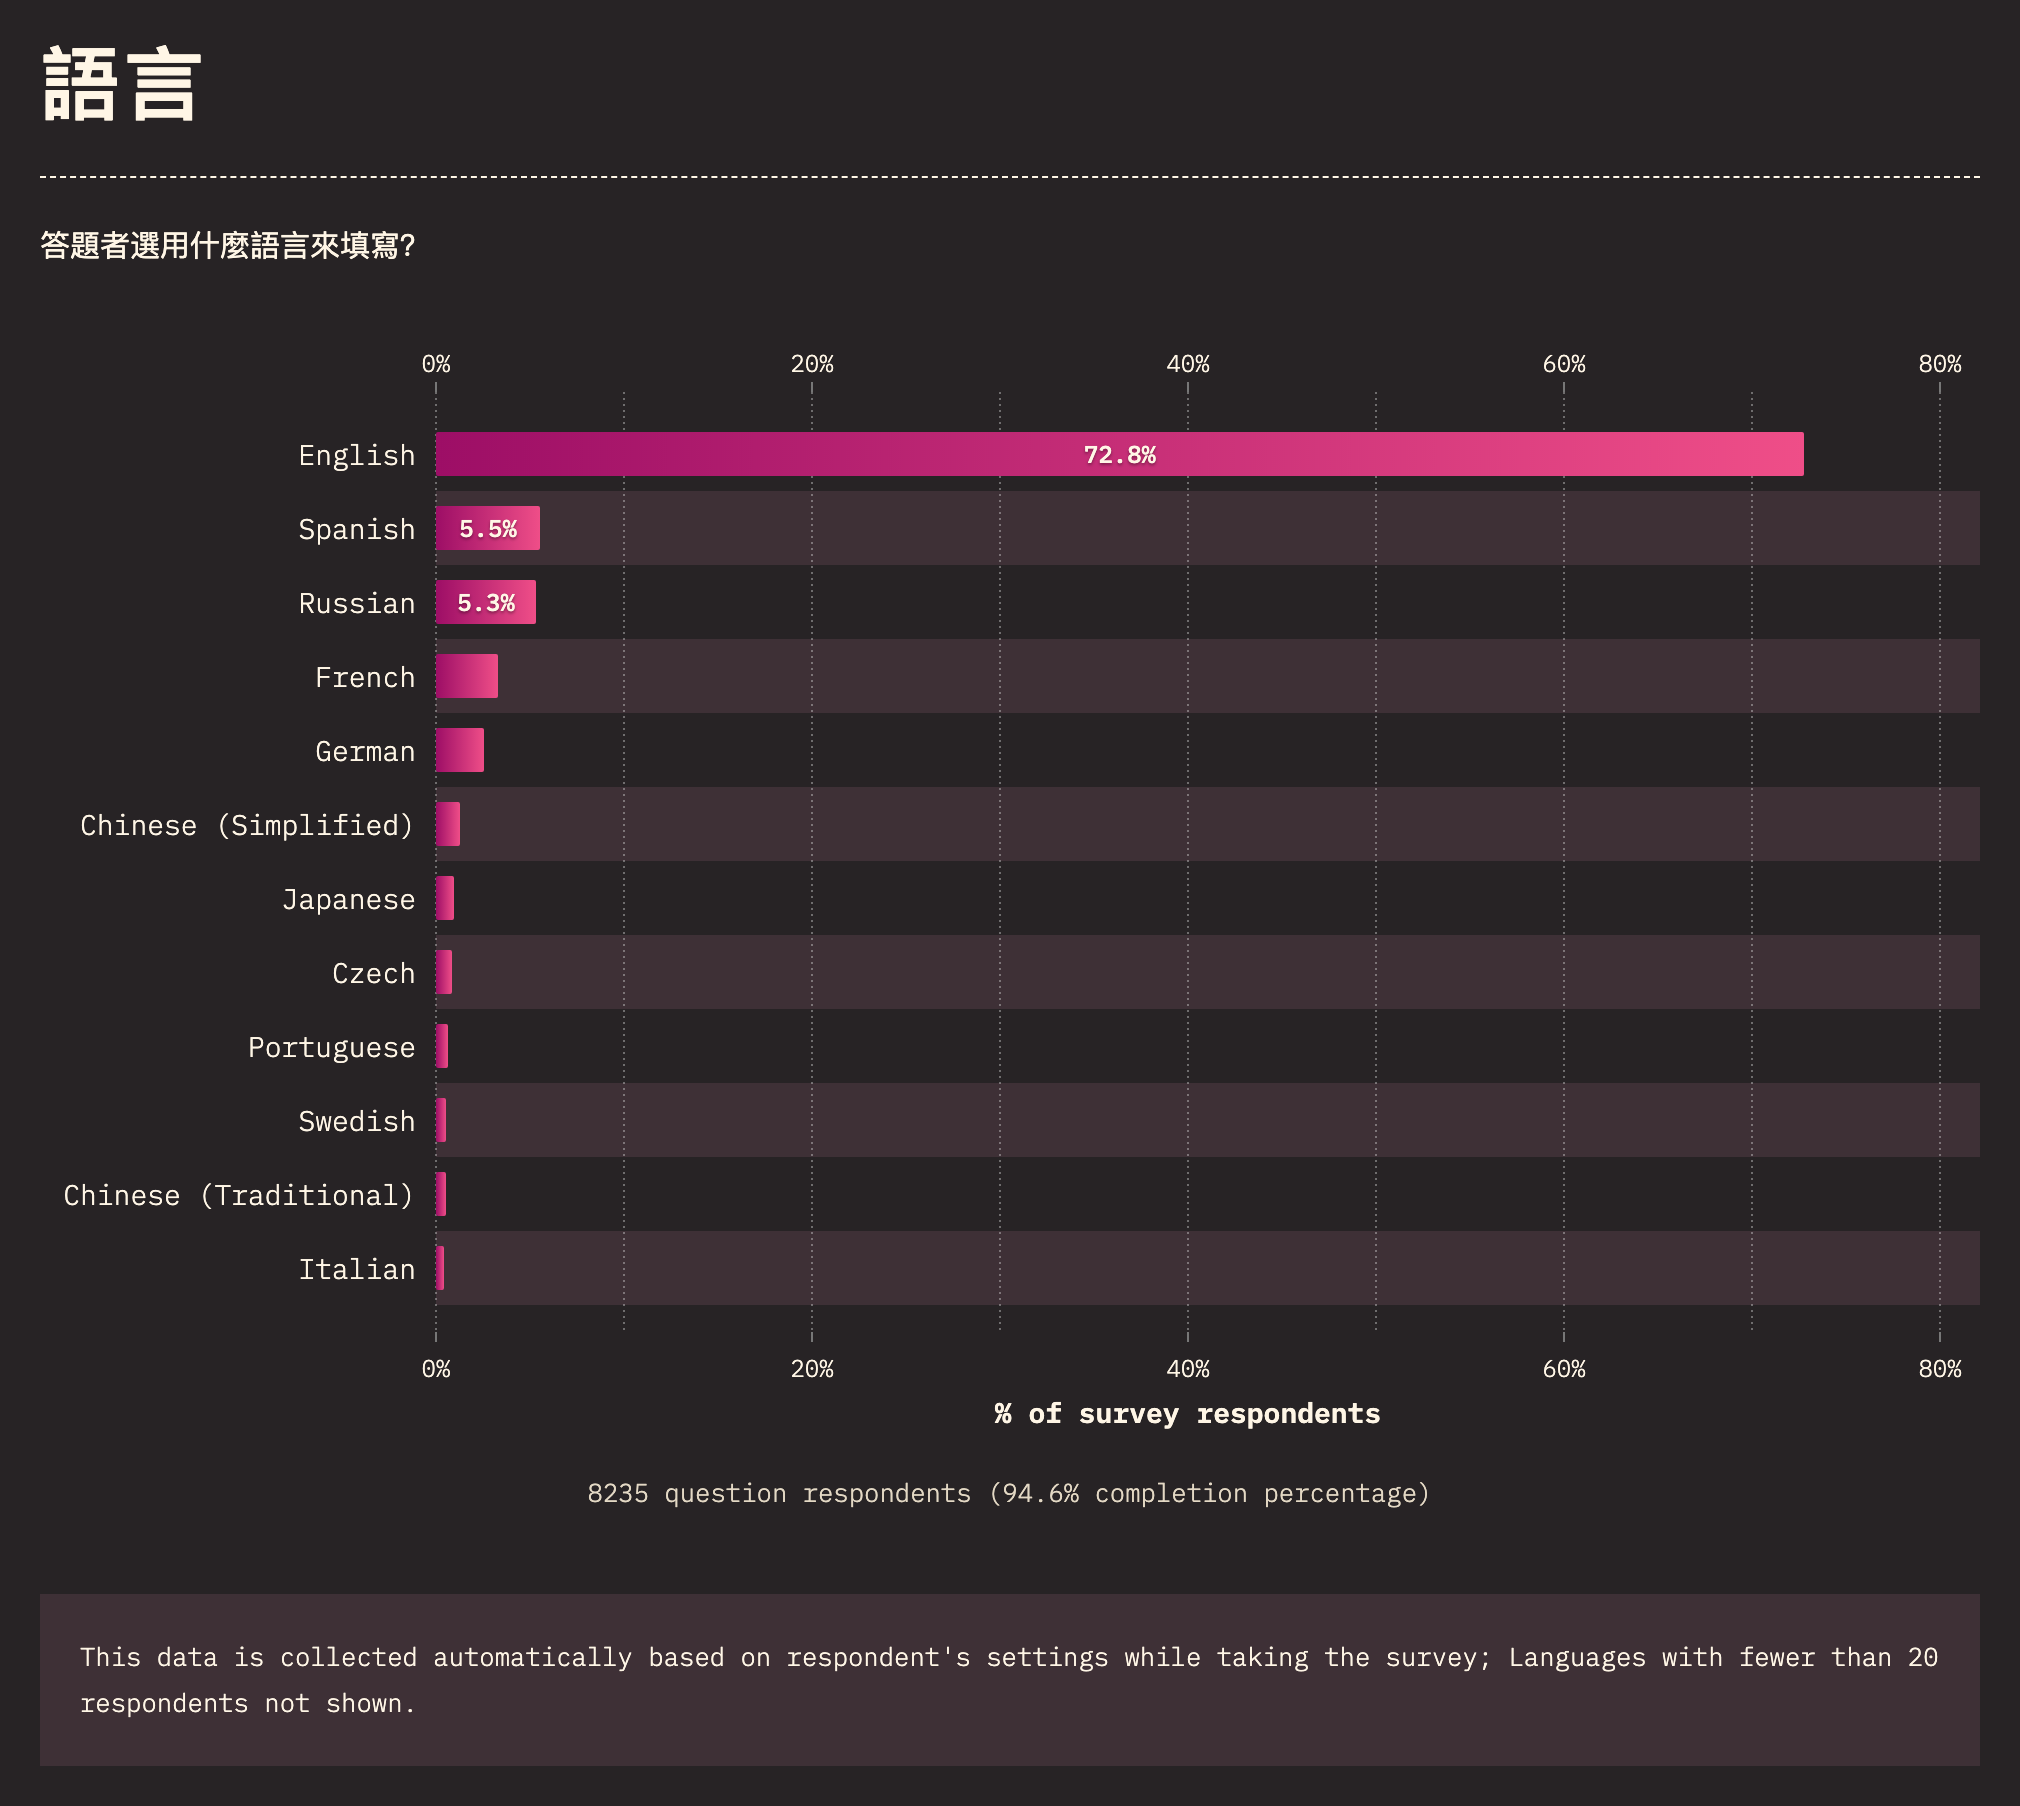 語言
答題者選用什麼語言來填寫?
0% 20% 40% 60% 80%
English 72.8%
Spanish 5.5%
Russian 5.3%
French
German
Chinese (Simplified)
Japanese
Czech
Portuguese
Swedish
Chinese (Traditional)
Italian
0% 20% 40% 60% 80%
% of survey respondents
8235 question respondents (94.6% completion percentage)
This data is collected automatically based on respondent's settings while taking the survey; Languages with fewer than 20
respondents not shown.